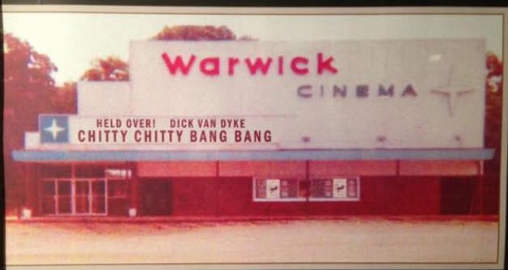 Warwick
CINEMA
HELD OVER! DICK VAN DYKE
CHITTY CHITTY BANG BANG